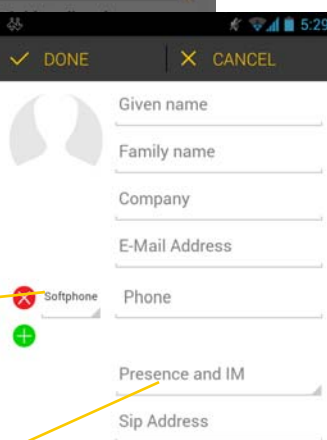 5:29
DONE CANCEL
Given name
Family name
Company
E-Mail Address
Softphone Phone
Presence and IM
Sip Address